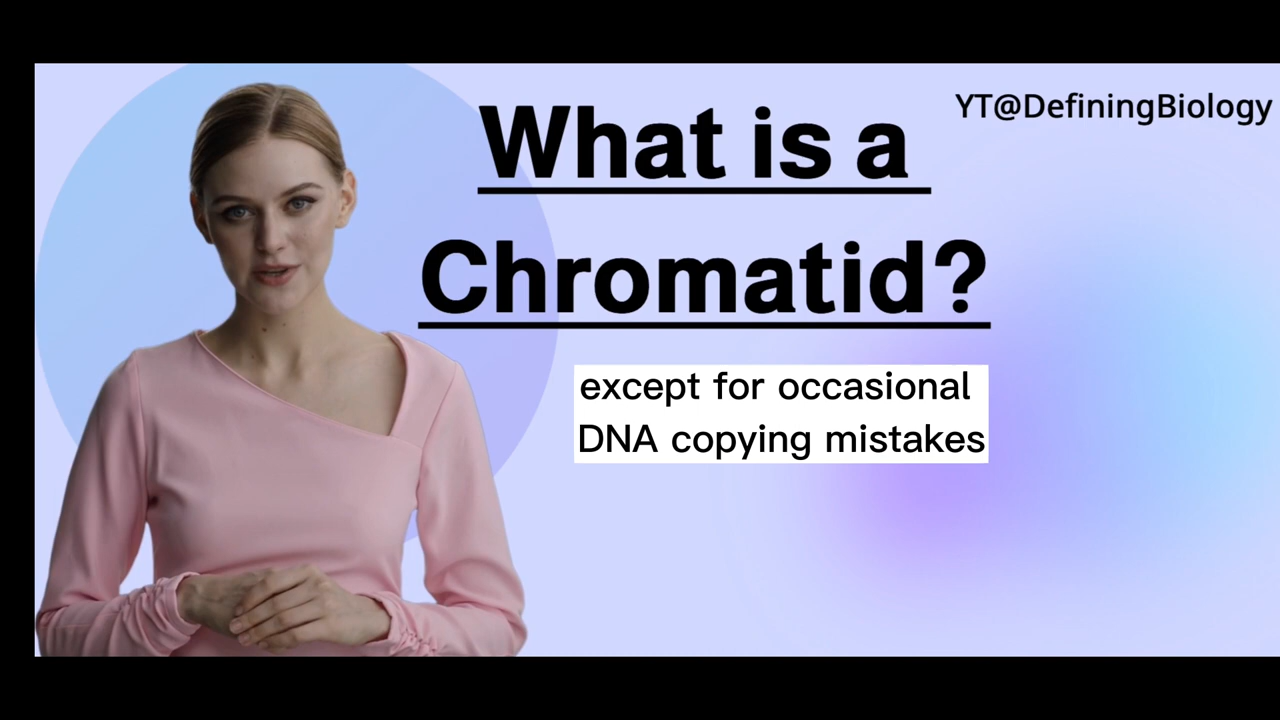 YT@DefiningBiology
What is a
Chromatid?
except for occasional
DNA copying mistakes